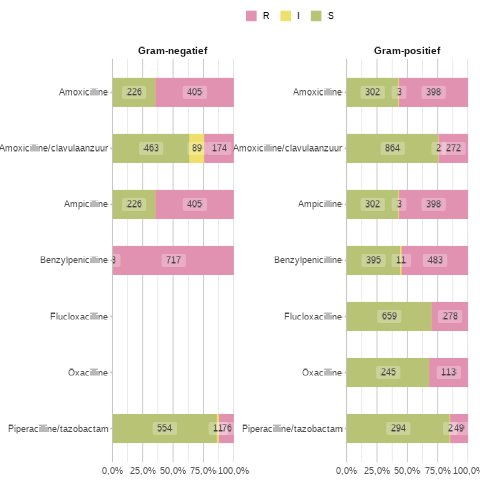 R I S
Gram-negatief Gram-positief
Amoxicilline 226 405 Amoxicilline 302 3 398
Amoxicilline/clavulaanzuur 463 89 174 Amoxicilline/clavulaanzuur 864 2 272
Ampicilline 226 405 Ampicilline 302 3 398
Benzylpenicilline 3 717 Benzylpenicilline 395 11 483
Flucloxacilline Flucloxacilline 659 278
Oxacilline Oxacilline 245 113
Piperacilline/tazobactam 554 76 Piperacilline/tazobactam 294 2 49
0,0% 25,0% 50,0% 75,0% 100,0% 0,0% 25,0% 50,0% 75,0% 100,0%